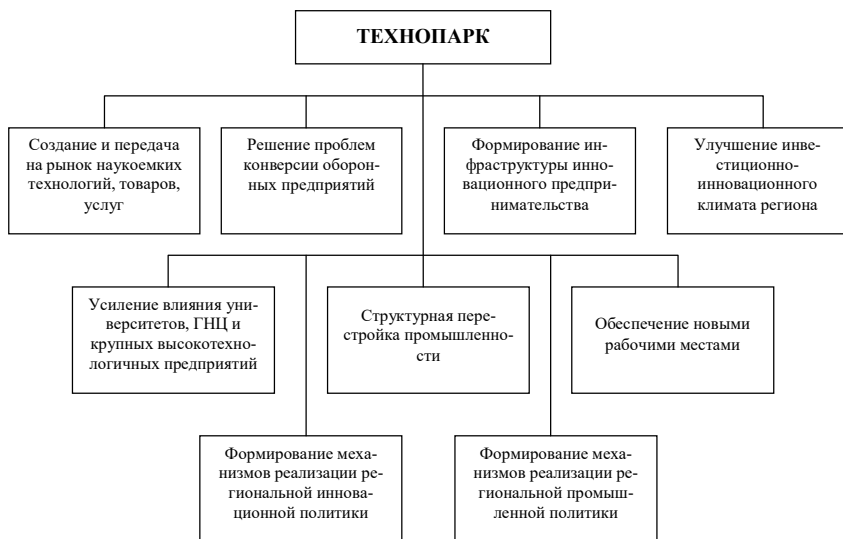 ТЕХНОПАРК
Создание и передача
на рынок наукоемких
технологий, товаров,
услуг
Решение проблем
конверсии оборон-
ных предприятий
Формирование ин-
фраструктуры инно-
вационного предпри-
нимательства
Улучшение инве-
стиционно-
инновационного
климата региона
Усиление влияния уни-
верситетов, ГНЦ и
крупных высокотехно-
логичных предприятий
Структурная пере-
стройка промышленно-
сти
Обеспечение новыми
рабочими местами
Формирование меха-
низмов реализации ре-
гиональной иннова-
ционной политики
Формирование меха-
низмов реализации ре-
гиональной промыш-
ленной политики